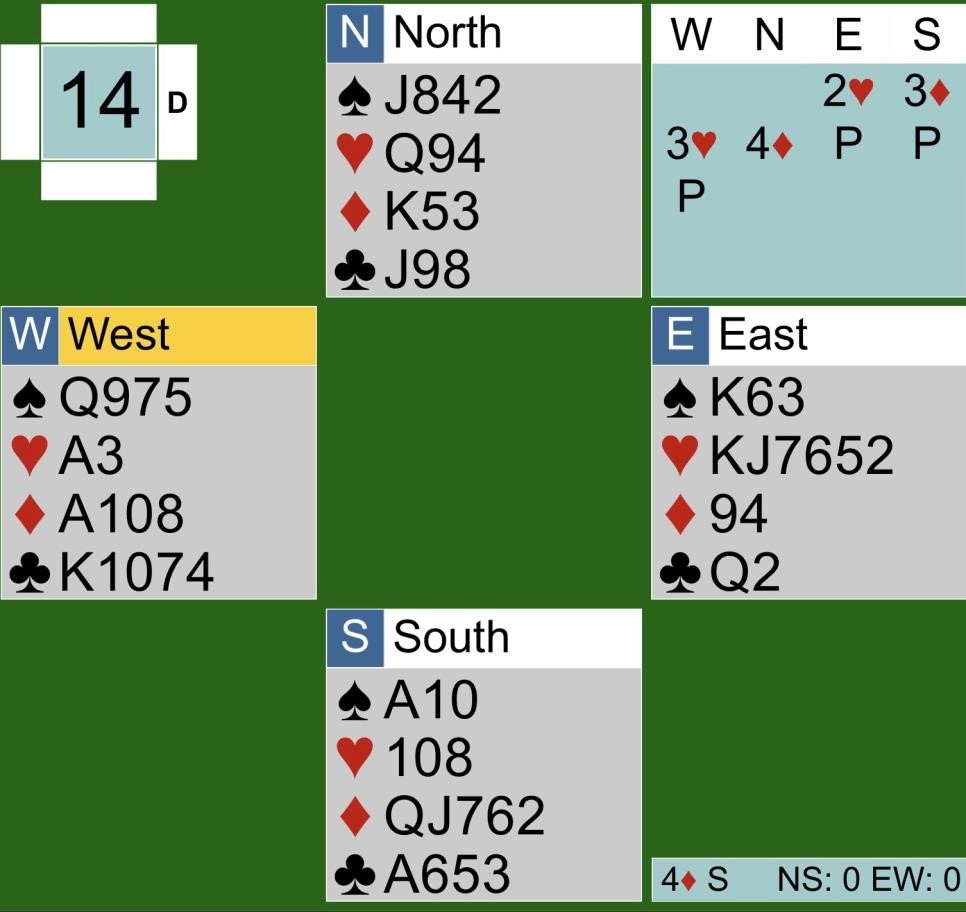 14 D
N North
♠ J842
♥ Q94
♦ K53
♣ J98
W N E S
2♥ 3♦
3♥ 4♦ P P
P
W West
♠ Q975
♥ A3
♦ A108
♣ K1074
E East
♠ K63
♥ KJ7652
♦ 94
♣ Q2
S South
♠ A10
♥ 108
♦ QJ762
♣ A653
4♦ S NS: 0 EW: 0